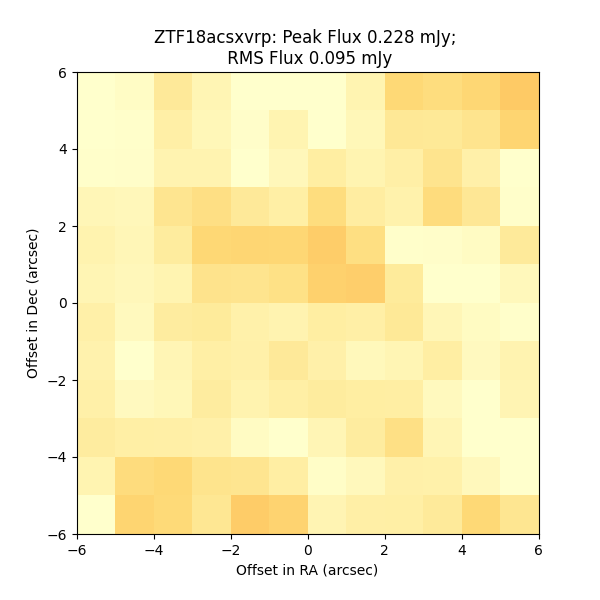 ZTF18acsxvrp: Peak Flux 0.228 mJy;
RMS Flux 0.095 mJy
6
4
2
0
−2
−4
−6
Offset in Dec (arcsec)
−6 −4 −2 0 2 4 6
Offset in RA (arcsec)